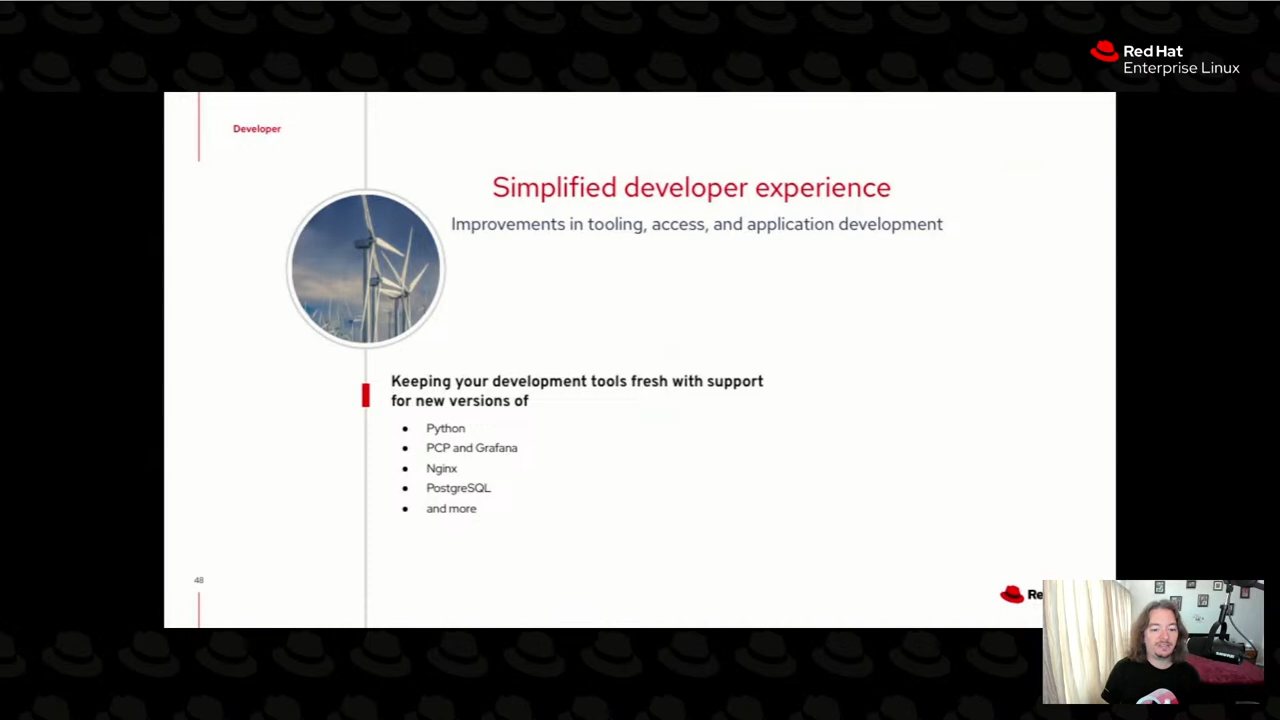 Red Hat
Enterprise Linux
Developer
Simplified developer experience
Improvements in tooling, access, and application development
Keeping your development tools fresh with support
for new versions of
● Python
● PCP and Grafana
● Nginx
● PostgreSQL
● and more
48
Re